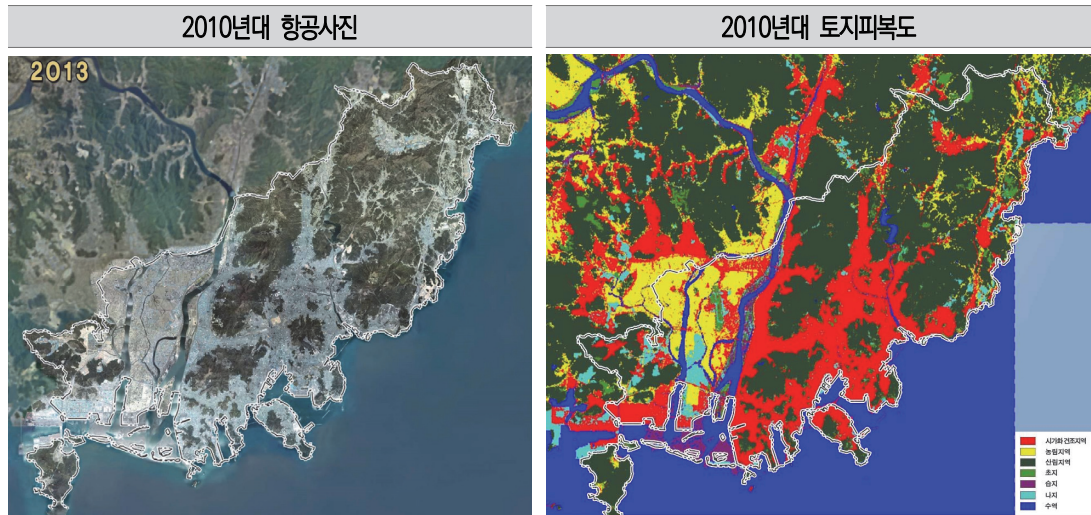 2010년대 항공사진
2010년대 토지피복도
2013
시가화 건조지역
농림지역
산림지역
초지
습지
나지
수역